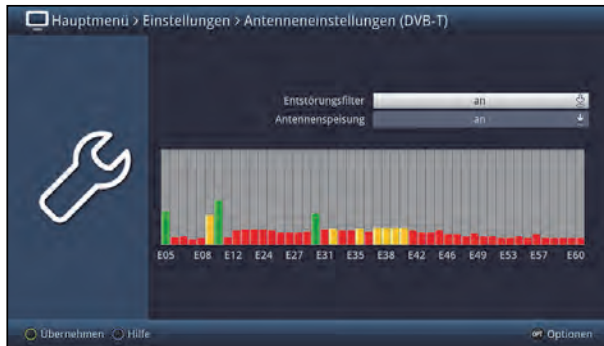 Hauptmenü > Einstellungen > Antenneneinstellungen (DVB-T)
Entstörungsfilter an
Antennenspeisung an
E05 E08 E12 E24 E27 E31 E35 E38 E42 E46 E49 E53 E57 E60
Übernehmen Hilfe OPT Optionen